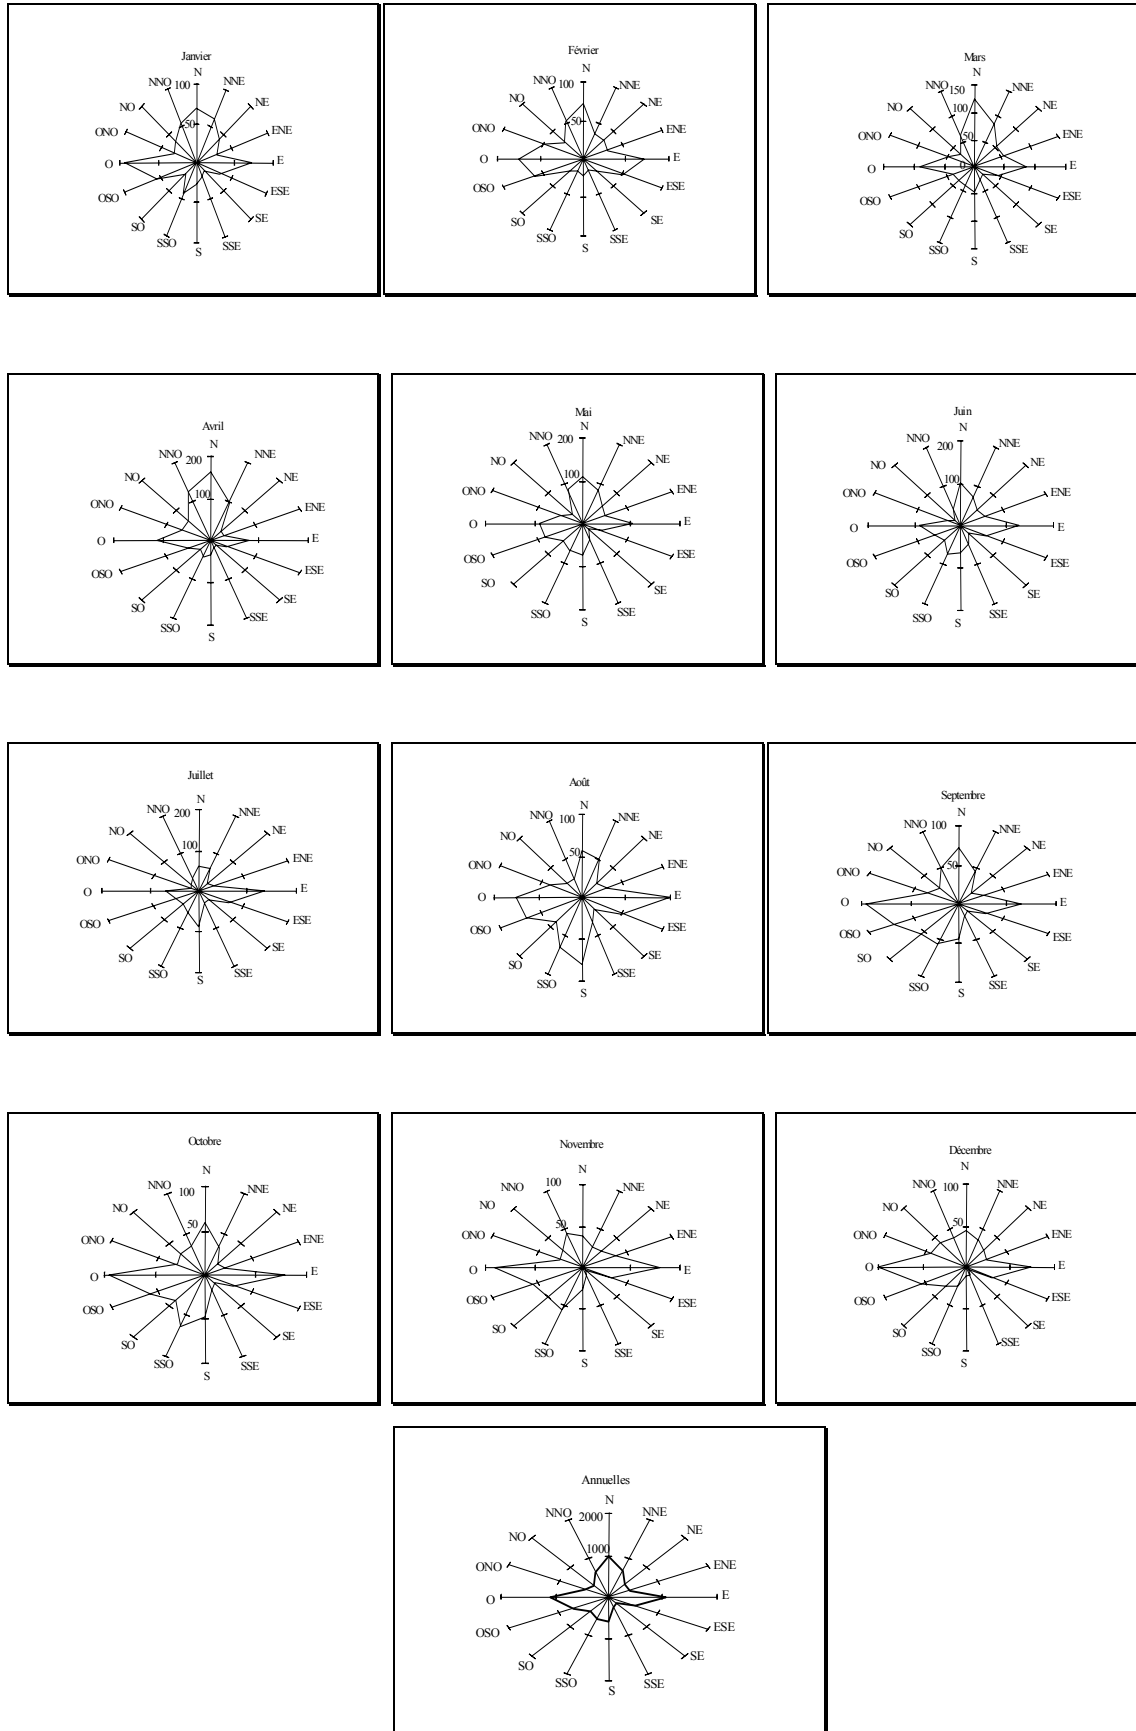 Janvier
N
NNO 100 NNE
NO NE
50
ONO ENE
O E
OSO ESE
SO SE
SSO SSE
S
Février
N
NNO 100 NNE
NO NE
50
ONO ENE
O E
OSO ESE
SO SE
SSO SSE
S
Mars
N
NNO 150 NNE
NO 100 NE
ONO 50 ENE
O 0 E
OSO ESE
SO SE
SSO SSE
S
Avril
N
NNO 200 NNE
NO NE
ONO 100 ENE
O E
OSO ESE
SO SE
SSO SSE
S
Mai
N
NNO 200 NNE
NO NE
100
ONO ENE
O E
OSO ESE
SO SE
SSO SSE
S
Juin
N
NNO 200 NNE
NO NE
100
ONO ENE
O E
OSO ESE
SO SE
SSO SSE
S
Juillet
N
NNO 200 NNE
NO NE
100
ONO ENE
O E
OSO ESE
SO SE
SSO SSE
S
Août
N
NNO 100 NNE
NO NE
50
ONO ENE
O E
OSO ESE
SO SE
SSO SSE
S
Septembre
N
NNO 100 NNE
NO NE
50
ONO ENE
O E
OSO ESE
SO SE
SSO SSE
S
Octobre
N
NNO 100 NNE
NO NE
50
ONO ENE
O E
OSO ESE
SO SE
SSO SSE
S
Novembre
N
NNO 100 NNE
NO NE
50
ONO ENE
O E
OSO ESE
SO SE
SSO SSE
S
Décembre
N
NNO 100 NNE
NO NE
50
ONO ENE
O E
OSO ESE
SO SE
SSO SSE
S
Annuelles
N
NNO 2000 NNE
NO NE
1000
ONO ENE
O E
OSO ESE
SO SE
SSO SSE
S